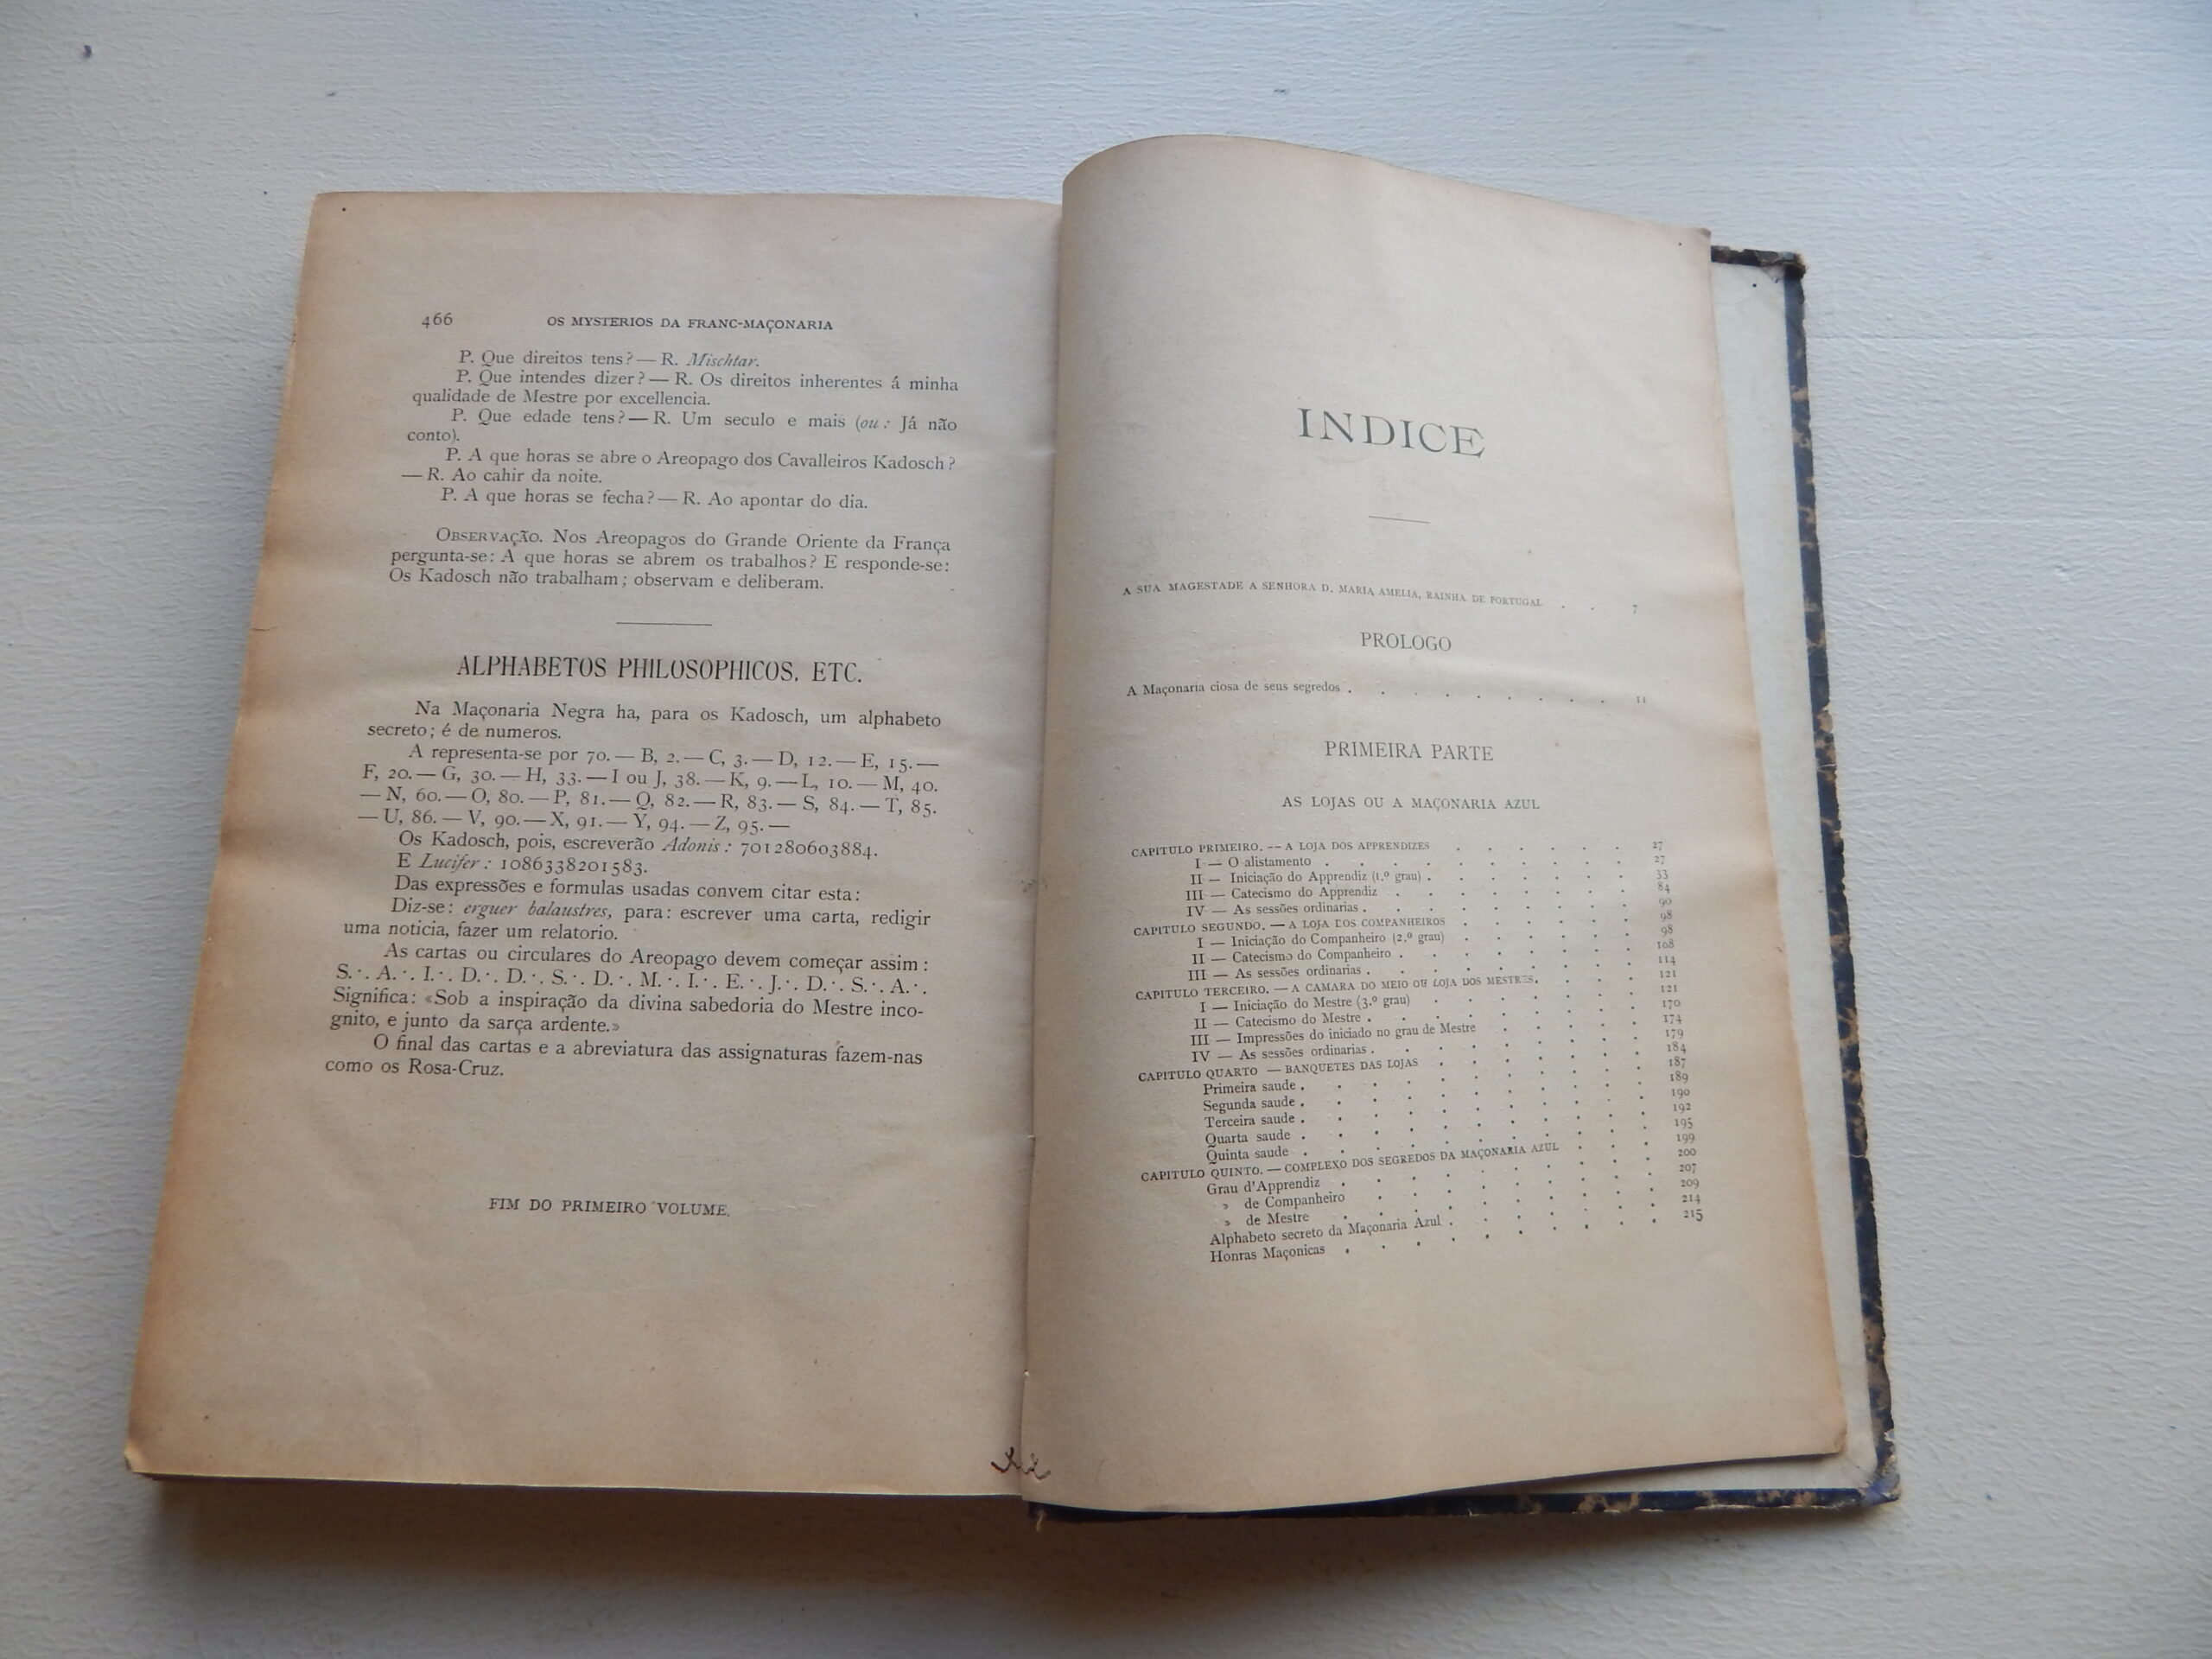 466 OS MYSTERIOS DA FRANC-MAÇONARIA
P. Que direitos tens? — R. Mischtar.
P. Que intendes dizer? — R. Os direitos inherentes á minha
qualidade de Mestre por excellencia.
P. Que edade tens? — R. Um seculo e mais (ou: Já não
conto).
P. A que horas se abre o Areopago dos Cavalleiros Kadosch?
— R. Ao cahir da noite.
P. A que horas se fecha? — R. Ao apontar do dia.
OBSERVAÇÃO. Nos Areopagos do Grande Oriente da França
pergunta-se: A que horas se abrem os trabalhos? E responde-se:
Os Kadosch não trabalham; observam e deliberam.
ALPHABETOS PHILOSOPHICOS, ETC.
Na Maçonaria Negra ha, para os Kadosch, um alphabeto
secreto; é de numeros.
A representa-se por 70. — B, 2. — C, 3. — D, 12. — E, 15. —
F, 20. — G, 30. — H, 33. — I ou J, 38. — K, 9. — L, 10. — M, 40.
— N, 60. — O, 80. — P, 81. — Q, 82. — R, 83. — S, 84. — T, 85.
— U, 86. — V, 90. — X, 91. — Y, 94. — Z, 95. —
Os Kadosch, pois, escreverão Adonis: 701280603884.
E Lucifer: 1086338201583.
Das expressões e formulas usadas convem citar esta:
Diz-se: erguer balaustres, para: escrever uma carta, redigir
uma noticia, fazer um relatorio.
As cartas ou circulares do Areopago devem começar assim:
S.·. A.·. I.·. D.·. D.·. S.·. D.·. M.·. I.·. E.·. J.·. D.·. S.·. A.·.
Significa: «Sob a inspiração da divina sabedoria do Mestre inco-
gnito, e junto da sarça ardente.»
O final das cartas e a abreviatura das assignaturas fazem-nas
como os Rosa-Cruz.
FIM DO PRIMEIRO VOLUME.
INDICE
A SUA MAGESTADE A SENHORA D. MARIA AMELIA, RAINHA DE PORTUGAL . . 7
PROLOGO
A Maçonaria ciosa de seus segredos . . . . . . . . 11
PRIMEIRA PARTE
AS LOJAS OU A MAÇONARIA AZUL
CAPITULO PRIMEIRO. — A LOJA DOS APPRENDIZES . . . . . . 27
I — O alistamento . . . . . . . . . 27
II — Iniciação do Apprendiz (1.º grau) . . . . . . . 33
III — Catecismo do Apprendiz . . . . . . . . 84
IV — As sessões ordinarias . . . . . . . . 90
CAPITULO SEGUNDO. — A LOJA DOS COMPANHEIROS . . . . . . 98
I — Iniciação do Companheiro (2.º grau) . . . . . . 98
II — Catecismo do Companheiro . . . . . . . 108
III — As sessões ordinarias . . . . . . . . 114
CAPITULO TERCEIRO. — A CAMARA DO MEIO OU LOJA DOS MESTRES. . . . 121
I — Iniciação do Mestre (3.º grau) . . . . . . 121
II — Catecismo do Mestre . . . . . . . . 170
III — Impressões do iniciado no grau de Mestre . . . . . 174
IV — As sessões ordinarias . . . . . . . . 179
CAPITULO QUARTO — BANQUETES DAS LOJAS . . . . . . 184
Primeira saude . . . . . . . . . 187
Segunda saude . . . . . . . . . 189
Terceira saude . . . . . . . . . 190
Quarta saude . . . . . . . . . 192
Quinta saude . . . . . . . . . 195
CAPITULO QUINTO. — COMPLEXO DOS SEGREDOS DA MAÇONARIA AZUL . . . 199
Grau d'Apprendiz . . . . . . . . 200
» de Companheiro . . . . . . . . 207
» de Mestre . . . . . . . . . 209
Alphabeto secreto da Maçonaria Azul . . . . . . . 214
Honras Maçonicas . . . . . . . . . 215